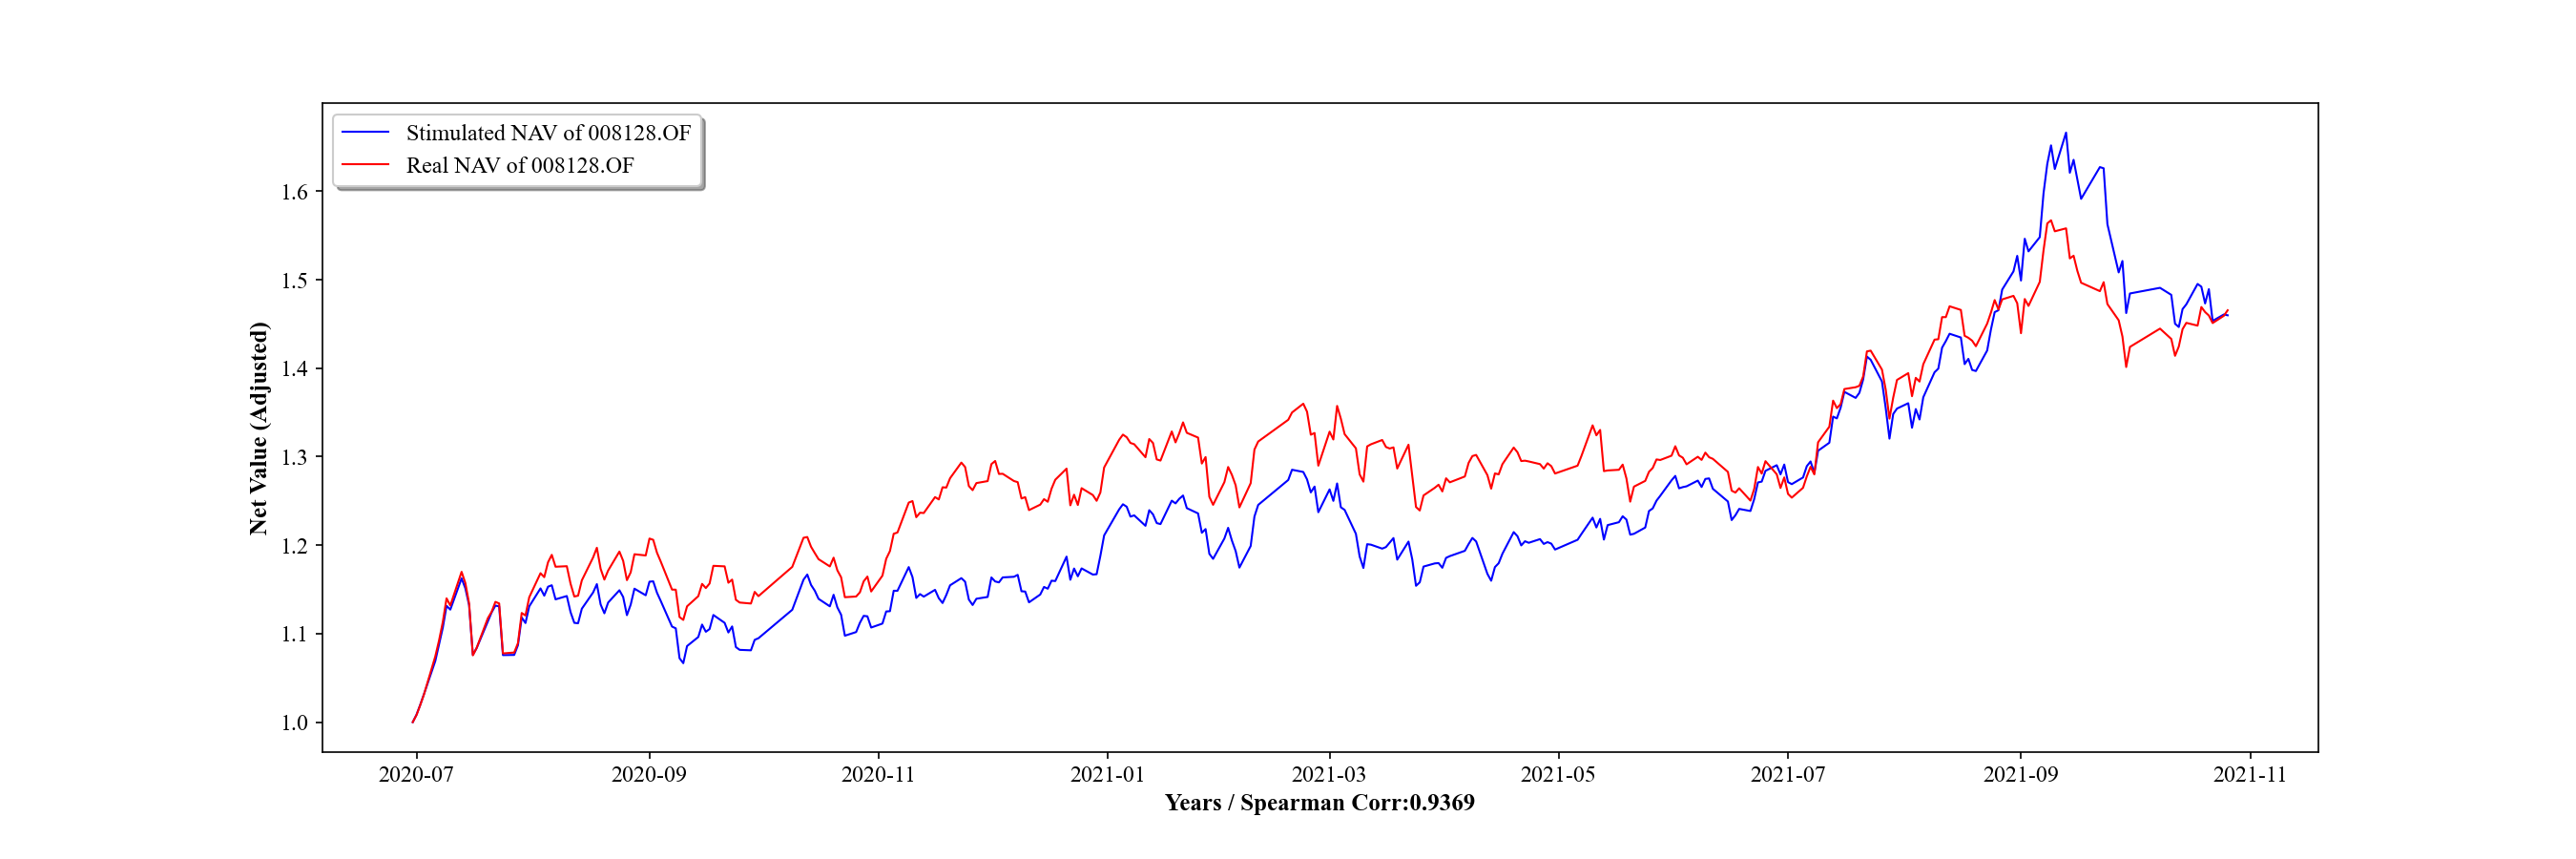 Stimulated NAV of 008128.OF
Real NAV of 008128.OF
Net Value (Adjusted)
1.6
1.5
1.4
1.3
1.2
1.1
1.0
2020-07 2020-09 2020-11 2021-01 2021-03 2021-05 2021-07 2021-09 2021-11
Years / Spearman Corr:0.9369